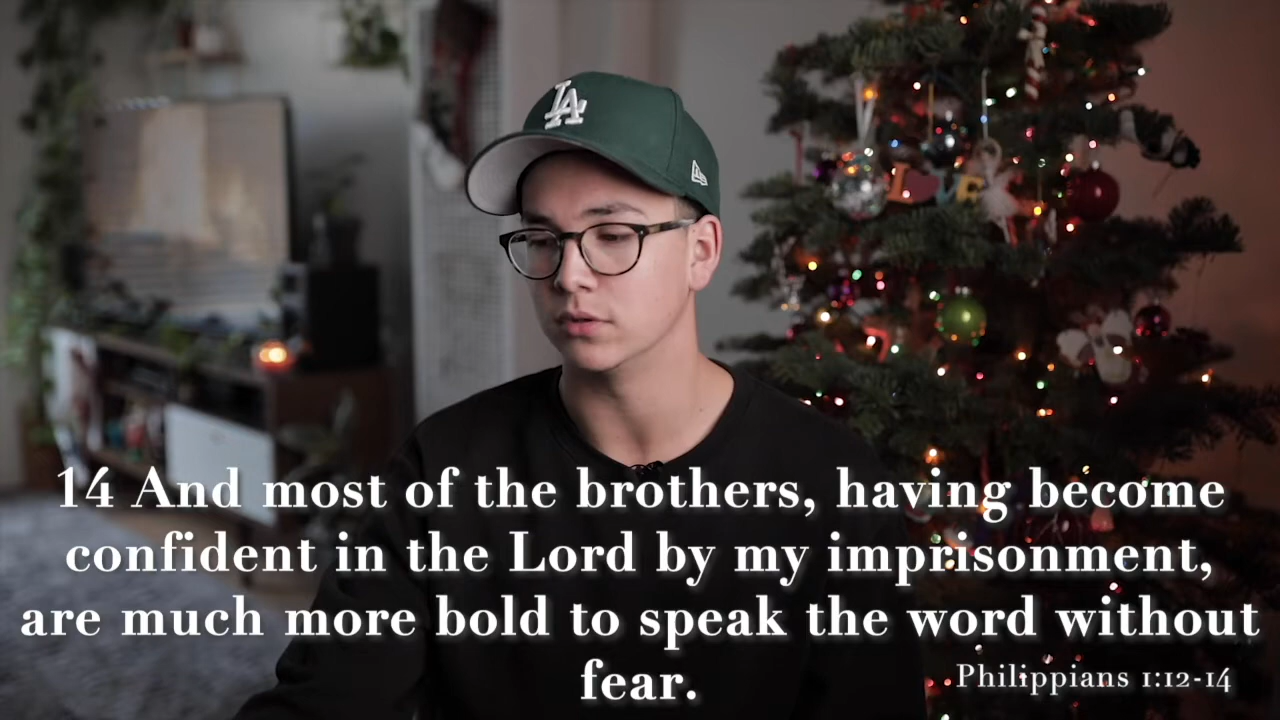 LA
LOVE
14 And most of the brothers, having become
confident in the Lord by my imprisonment,
are much more bold to speak the word without
fear.
Philippians 1:12-14